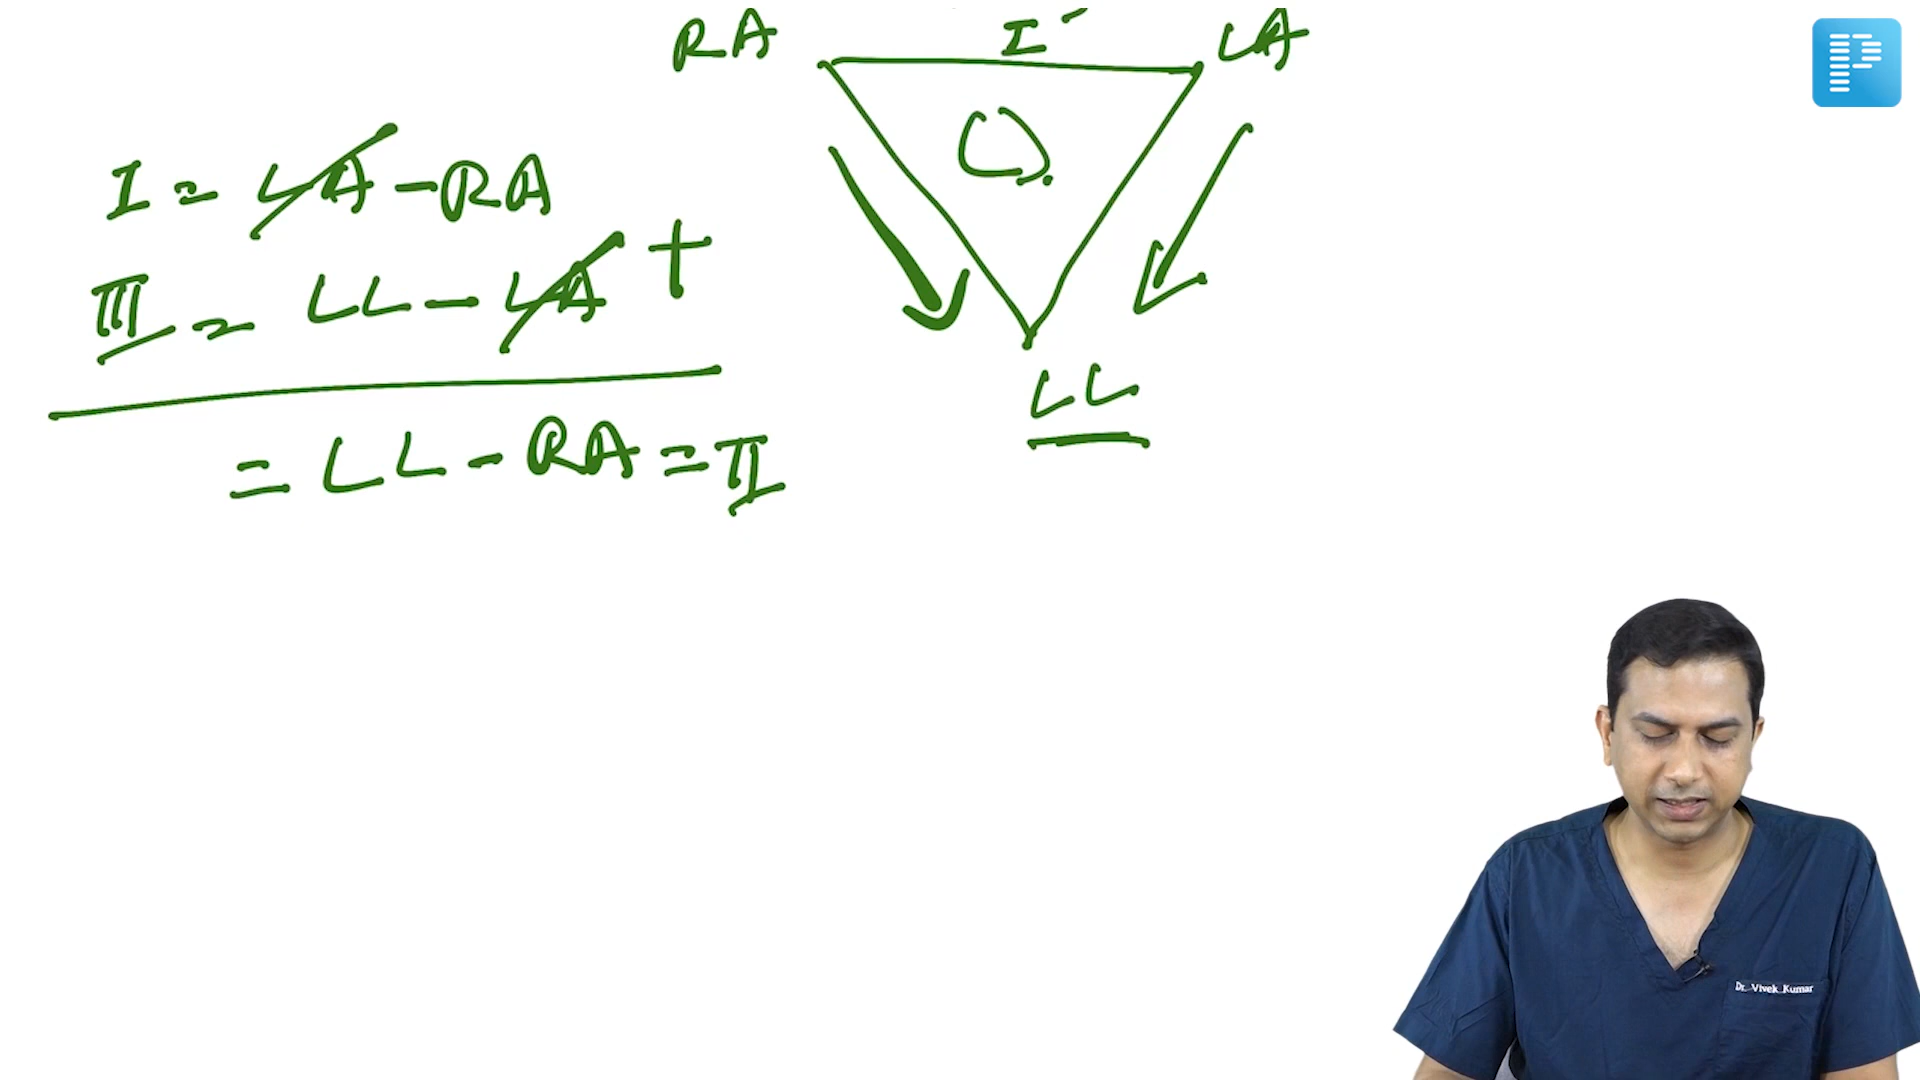 RA I LA
I = LA - RA
III = LL - LA +
LL
= LL - RA = II
Dr. Vivek Kumar